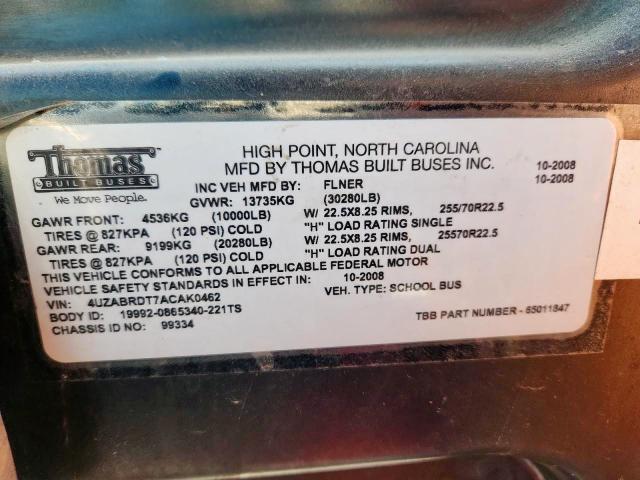 Thomas
BUILT BUSES
We Move People.
HIGH POINT, NORTH CAROLINA
MFD BY THOMAS BUILT BUSES INC. 10-2008
INC VEH MFD BY: FLNER 10-2008
GVWR: 13735KG (30280LB)
GAWR FRONT: 4536KG (10000LB) W/ 22.5X8.25 RIMS, 255/70R22.5
TIRES @ 827KPA (120 PSI) COLD "H" LOAD RATING SINGLE
GAWR REAR: 9199KG (20280LB) W/ 22.5X8.25 RIMS, 25570R22.5
TIRES @ 827KPA (120 PSI) COLD "H" LOAD RATING DUAL
THIS VEHICLE CONFORMS TO ALL APPLICABLE FEDERAL MOTOR
VEHICLE SAFETY STANDARDS IN EFFECT IN: 10-2008
VIN: 4UZABRDT7ACAK0462 VEH. TYPE: SCHOOL BUS
BODY ID: 19992-0865340-221TS
CHASSIS ID NO: 99334 TBB PART NUMBER - 65011847